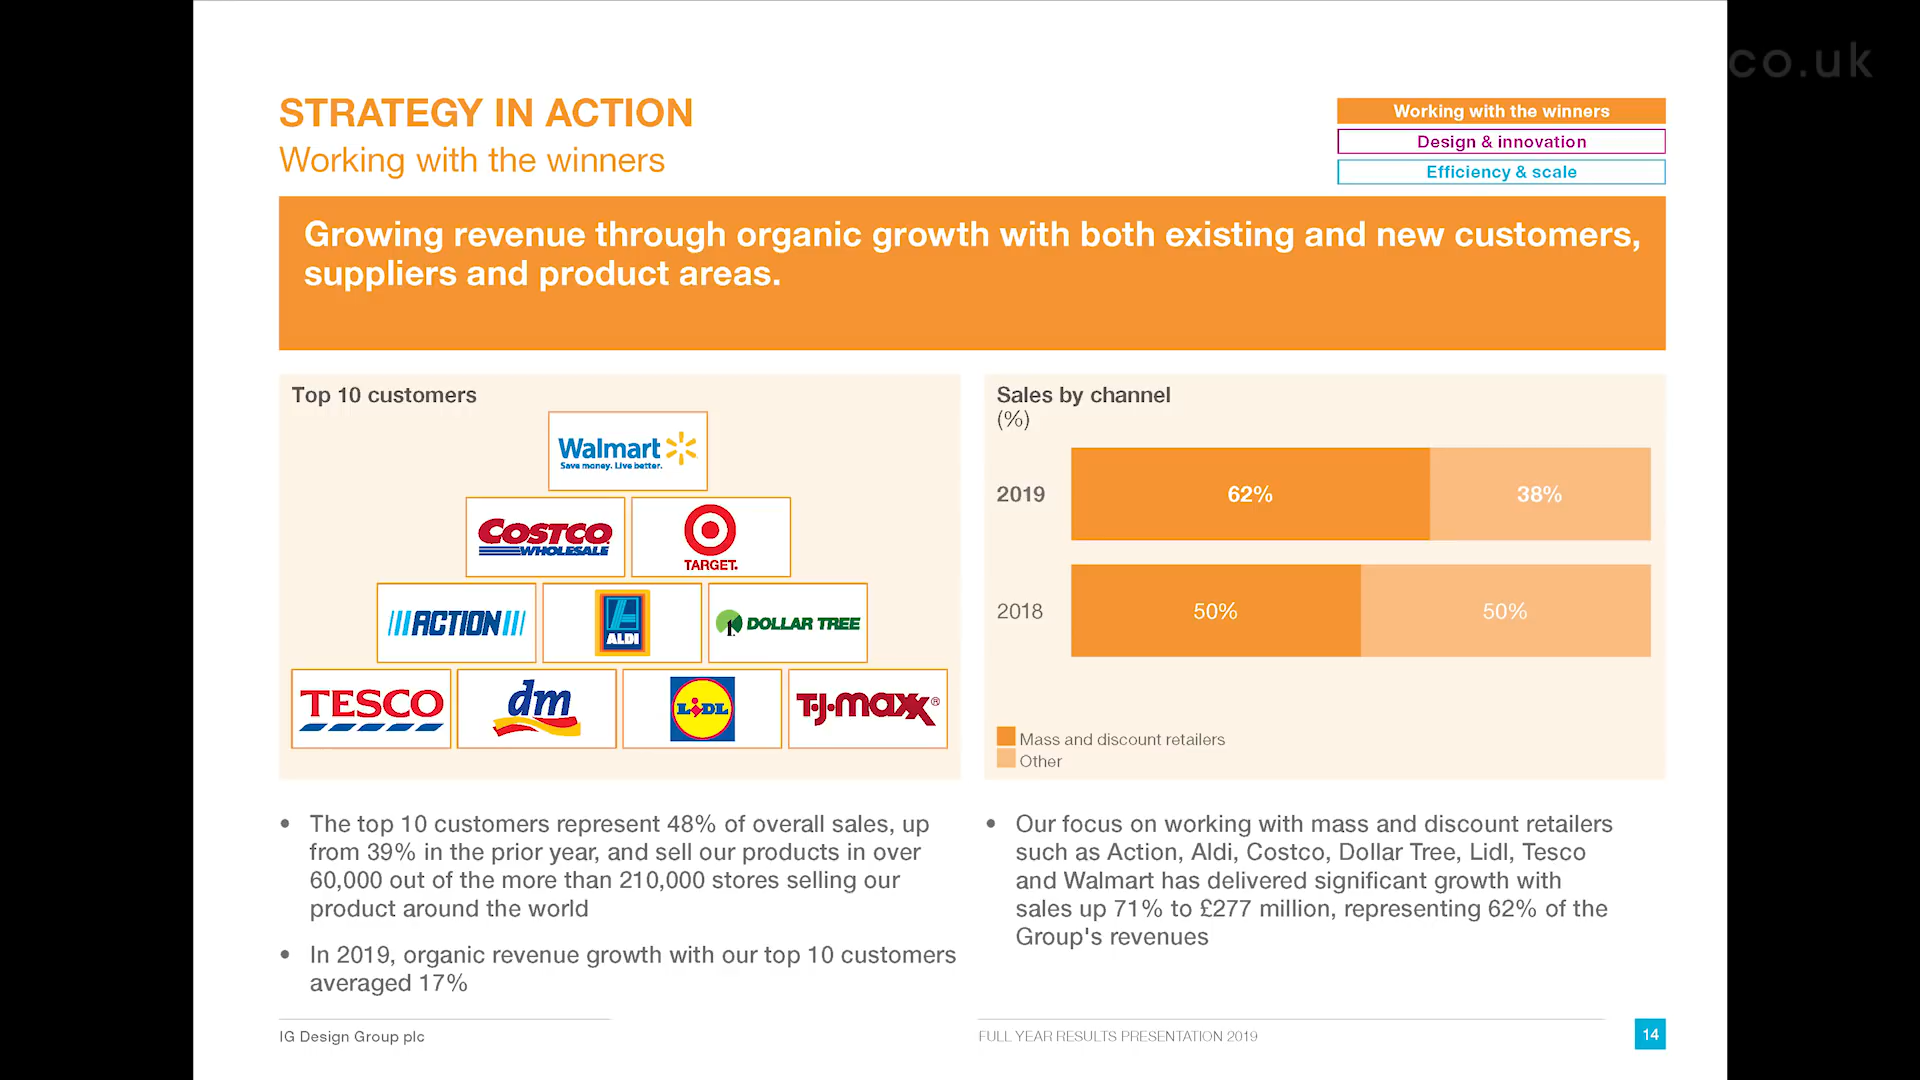 co.uk
STRATEGY IN ACTION
Working with the winners
Working with the winners
Design & innovation
Efficiency & scale
Growing revenue through organic growth with both existing and new customers,
suppliers and product areas.
Top 10 customers
Walmart
Save money. Live better.
COSTCO
WHOLESALE
TARGET.
ACTION
ALDI
DOLLAR TREE
TESCO
dm
LiDL
T·J·maxx®
Sales by channel
(%)
2019
62%
38%
2018
50%
50%
Mass and discount retailers
Other
• The top 10 customers represent 48% of overall sales, up
from 39% in the prior year, and sell our products in over
60,000 out of the more than 210,000 stores selling our
product around the world
• In 2019, organic revenue growth with our top 10 customers
averaged 17%
• Our focus on working with mass and discount retailers
such as Action, Aldi, Costco, Dollar Tree, Lidl, Tesco
and Walmart has delivered significant growth with
sales up 71% to £277 million, representing 62% of the
Group's revenues
IG Design Group plc
FULL YEAR RESULTS PRESENTATION 2019
14